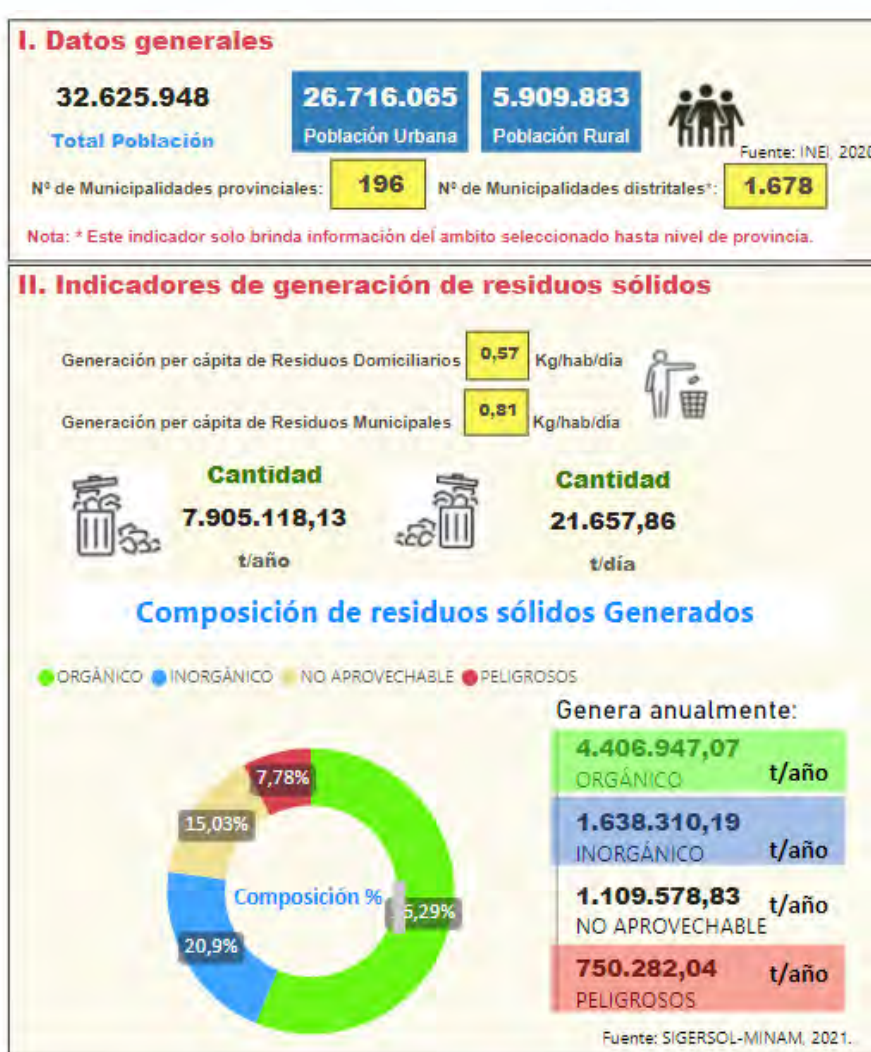 I. Datos generales
32.625.948
Total Población
26.716.065
Población Urbana
5.909.883
Población Rural
Fuente: INEI, 2020
Nº de Municipalidades provinciales: 196 Nº de Municipalidades distritales*: 1.678
Nota: * Este indicador solo brinda información del ambito seleccionado hasta nivel de provincia.
II. Indicadores de generación de residuos sólidos
Generación per cápita de Residuos Domiciliarios 0,57 Kg/hab/día
Generación per cápita de Residuos Municipales 0,81 Kg/hab/día
Cantidad
7.905.118,13
t/año
Cantidad
21.657,86
t/día
Composición de residuos sólidos Generados
ORGÁNICO INORGÁNICO NO APROVECHABLE PELIGROSOS
7,78%
15,03%
Composición %
5,29%
20,9%
Genera anualmente:
4.406.947,07
ORGÁNICO t/año
1.638.310,19
INORGÁNICO t/año
1.109.578,83
NO APROVECHABLE t/año
750.282,04
PELIGROSOS t/año
Fuente: SIGERSOL-MINAM, 2021.